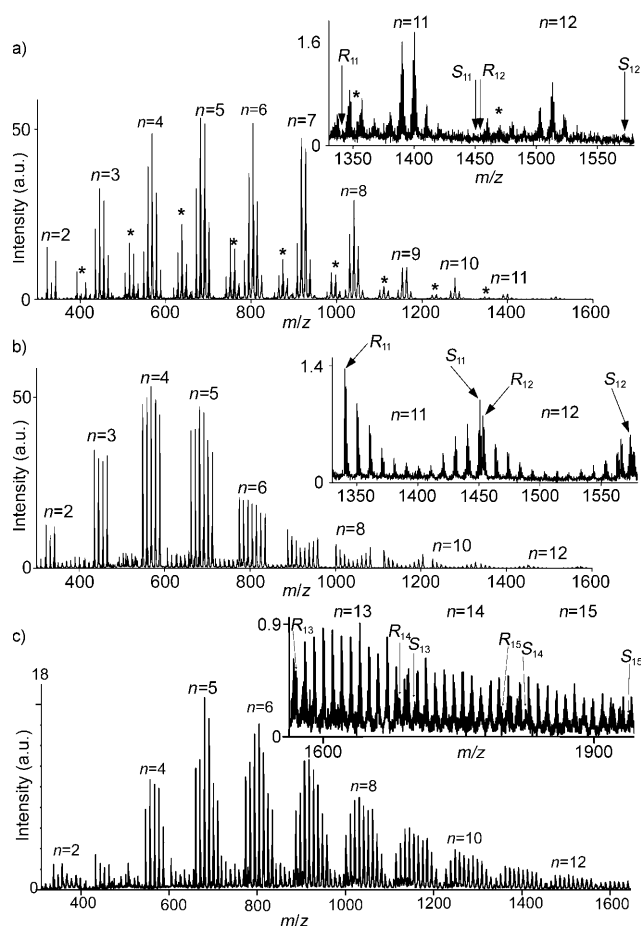 a)
n=11
n=12
1.6
R11
S11
R12
S12
*
*
1350 1400 1450 1500 1550
m/z
50
0
Intensity (a.u.)
n=2
n=3
n=4
n=5
n=6
n=7
n=8
n=9
n=10
n=11
* * * * * * * * *
400 600 800 1000 1200 1400 1600
m/z
b)
1.4
0
R11
S11
R12
S12
n=11
n=12
1350 1400 1450 1500 1550
m/z
50
0
Intensity (a.u.)
n=2
n=3
n=4
n=5
n=6
n=8
n=10
n=12
400 600 800 1000 1200 1400 1600
m/z
c)
n=13 n=14 n=15
0.9
0
R13
R14
S13
R15
S14
S15
1600 1900
m/z
18
0
Intensity (a.u.)
n=2
n=4
n=5
n=6
n=8
n=10
n=12
400 600 800 1000 1200 1400 1600
m/z